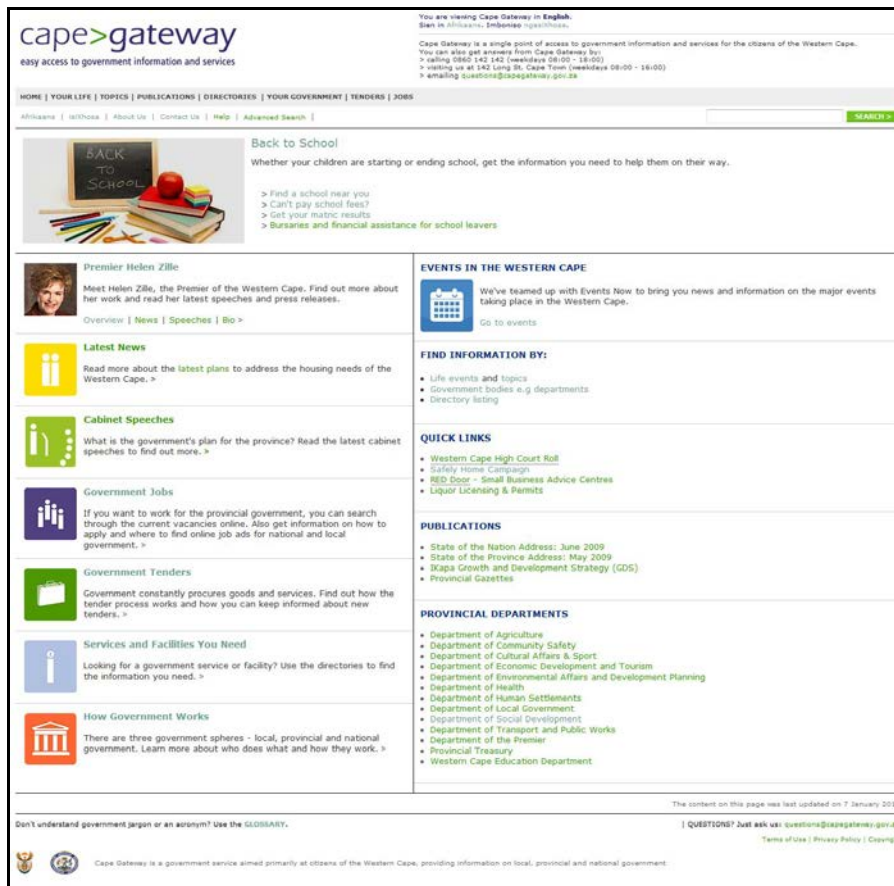 cape>gateway
easy access to government information and services
You are viewing Cape Gateway in English.
Sien in Afrikaans. Imboniso ngesiXhosa.
Cape Gateway is a single point of access to government information and services for the citizens of the Western Cape.
You can also get answers from Cape Gateway by:
> calling 0860 142 142 (weekdays 08:00 - 18:00)
> visiting us at 142 Long St. Cape Town (weekdays 08:00 - 16:00)
> emailing questions@capegateway.gov.za
HOME | YOUR LIFE | TOPICS | PUBLICATIONS | DIRECTORIES | YOUR GOVERNMENT | TENDERS | JOBS
Afrikaans | isiXhosa | About Us | Contact Us | Help | Advanced Search |
SEARCH >
BACK
TO
SCHOOL
Back to School
Whether your children are starting or ending school, get the information you need to help them on their way.
> Find a school near you
> Can't pay school fees?
> Get your matric results
> Bursaries and financial assistance for school leavers
Premier Helen Zille
Meet Helen Zille, the Premier of the Western Cape. Find out more about
her work and read her latest speeches and press releases.
Overview | News | Speeches | Bio >
Latest News
Read more about the latest plans to address the housing needs of the
Western Cape. >
Cabinet Speeches
What is the government's plan for the province? Read the latest cabinet
speeches to find out more. >
Government Jobs
If you want to work for the provincial government, you can search
through the current vacancies online. Also get information on how to
apply and where to find online job ads for national and local
government. >
Government Tenders
Government constantly procures goods and services. Find out how the
tender process works and how you can keep informed about new
tenders. >
Services and Facilities You Need
Looking for a government service or facility? Use the directories to find
the information you need. >
How Government Works
There are three government spheres - local, provincial and national
government. Learn more about who does what and how they work. >
EVENTS IN THE WESTERN CAPE
We've teamed up with Events Now to bring you news and information on the major events
taking place in the Western Cape.
Go to events
FIND INFORMATION BY:
• Life events and topics
• Government bodies e.g departments
• Directory listing
QUICK LINKS
• Western Cape High Court Roll
• Safely Home Campaign
• RED Door - Small Business Advice Centres
• Liquor Licensing & Permits
PUBLICATIONS
• State of the Nation Address: June 2009
• State of the Province Address: May 2009
• IKapa Growth and Development Strategy (GDS)
• Provincial Gazettes
PROVINCIAL DEPARTMENTS
• Department of Agriculture
• Department of Community Safety
• Department of Cultural Affairs & Sport
• Department of Economic Development and Tourism
• Department of Environmental Affairs and Development Planning
• Department of Health
• Department of Human Settlements
• Department of Local Government
• Department of Social Development
• Department of Transport and Public Works
• Department of the Premier
• Provincial Treasury
• Western Cape Education Department
The content on this page was last updated on 7 January 201
Don't understand government jargon or an acronym? Use the GLOSSARY.
| QUESTIONS? Just ask us: questions@capegateway.gov.z
Terms of Use | Privacy Policy | Copyrig
Cape Gateway is a government service aimed primarily at citizens of the Western Cape, providing information on local, provincial and national government